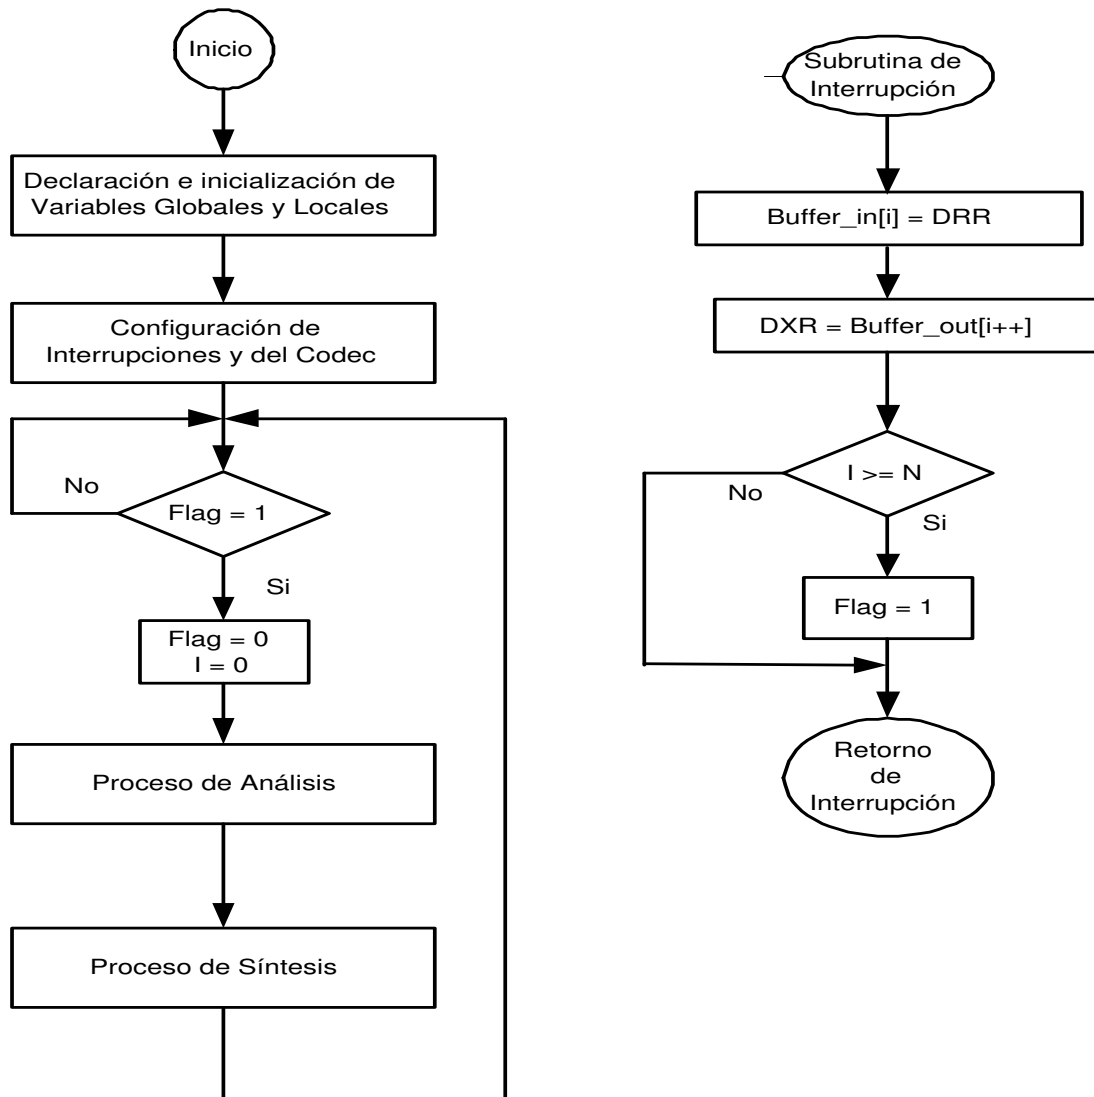 Inicio
Declaración e inicialización de
Variables Globales y Locales
Configuración de
Interrupciones y del Codec
No
Flag = 1
Si
Flag = 0
I = 0
Proceso de Análisis
Proceso de Síntesis
Subrutina de
Interrupción
Buffer_in[i] = DRR
DXR = Buffer_out[i++]
I >= N
No
Si
Flag = 1
Retorno
de
Interrupción